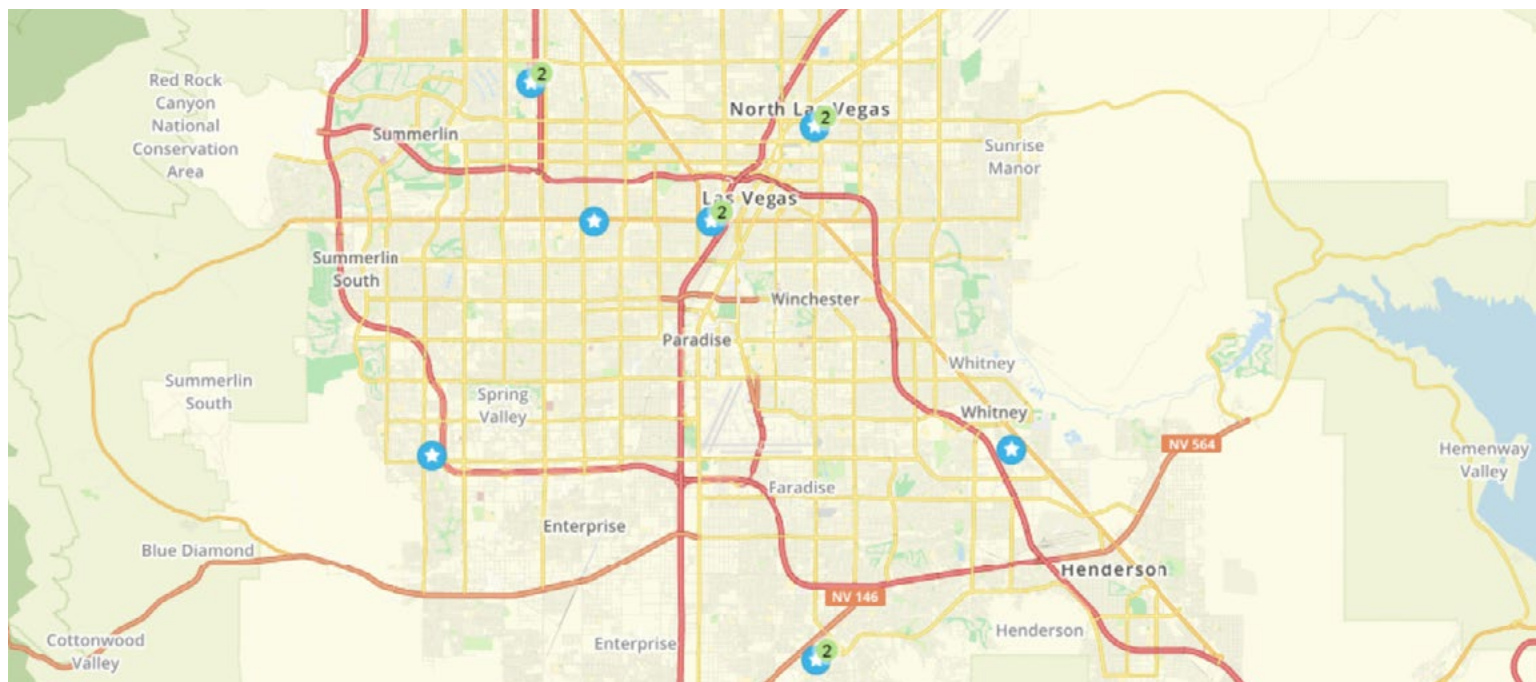 2
Red Rock
Canyon
National
Conservation
Area
North Las Vegas
2
Summerlin
Sunrise
Manor
Las Vegas
2
Summerlin
South
Winchester
Paradise
Whitney
Summerlin
South
Spring
Valley
Whitney
NV 564
Hemenway
Valley
Paradise
Enterprise
Blue Diamond
Henderson
NV 146
Henderson
Cottonwood
Valley
Enterprise
2